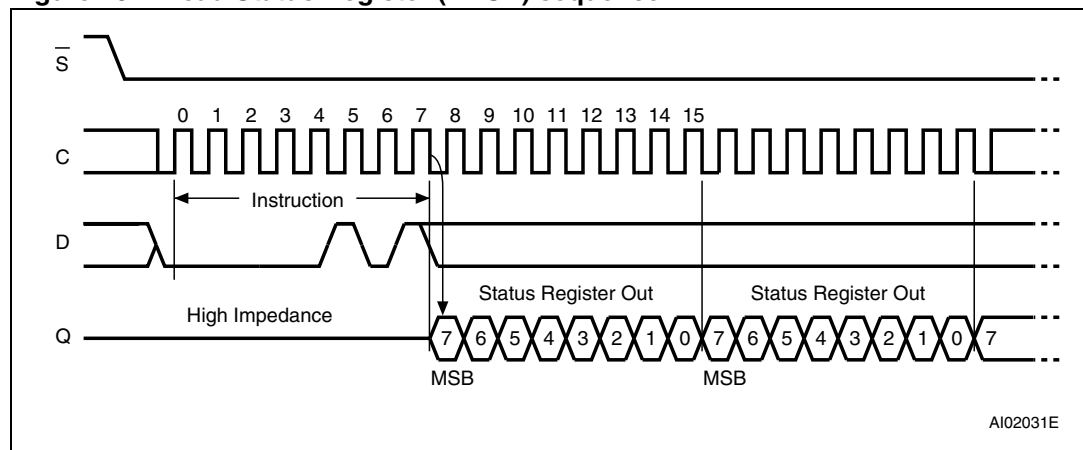 S
0 1 2 3 4 5 6 7 8 9 10 11 12 13 14 15
C
Instruction
D
Status Register Out Status Register Out
High Impedance
Q 7 6 5 4 3 2 1 0 7 6 5 4 3 2 1 0 7
MSB MSB
AI02031E